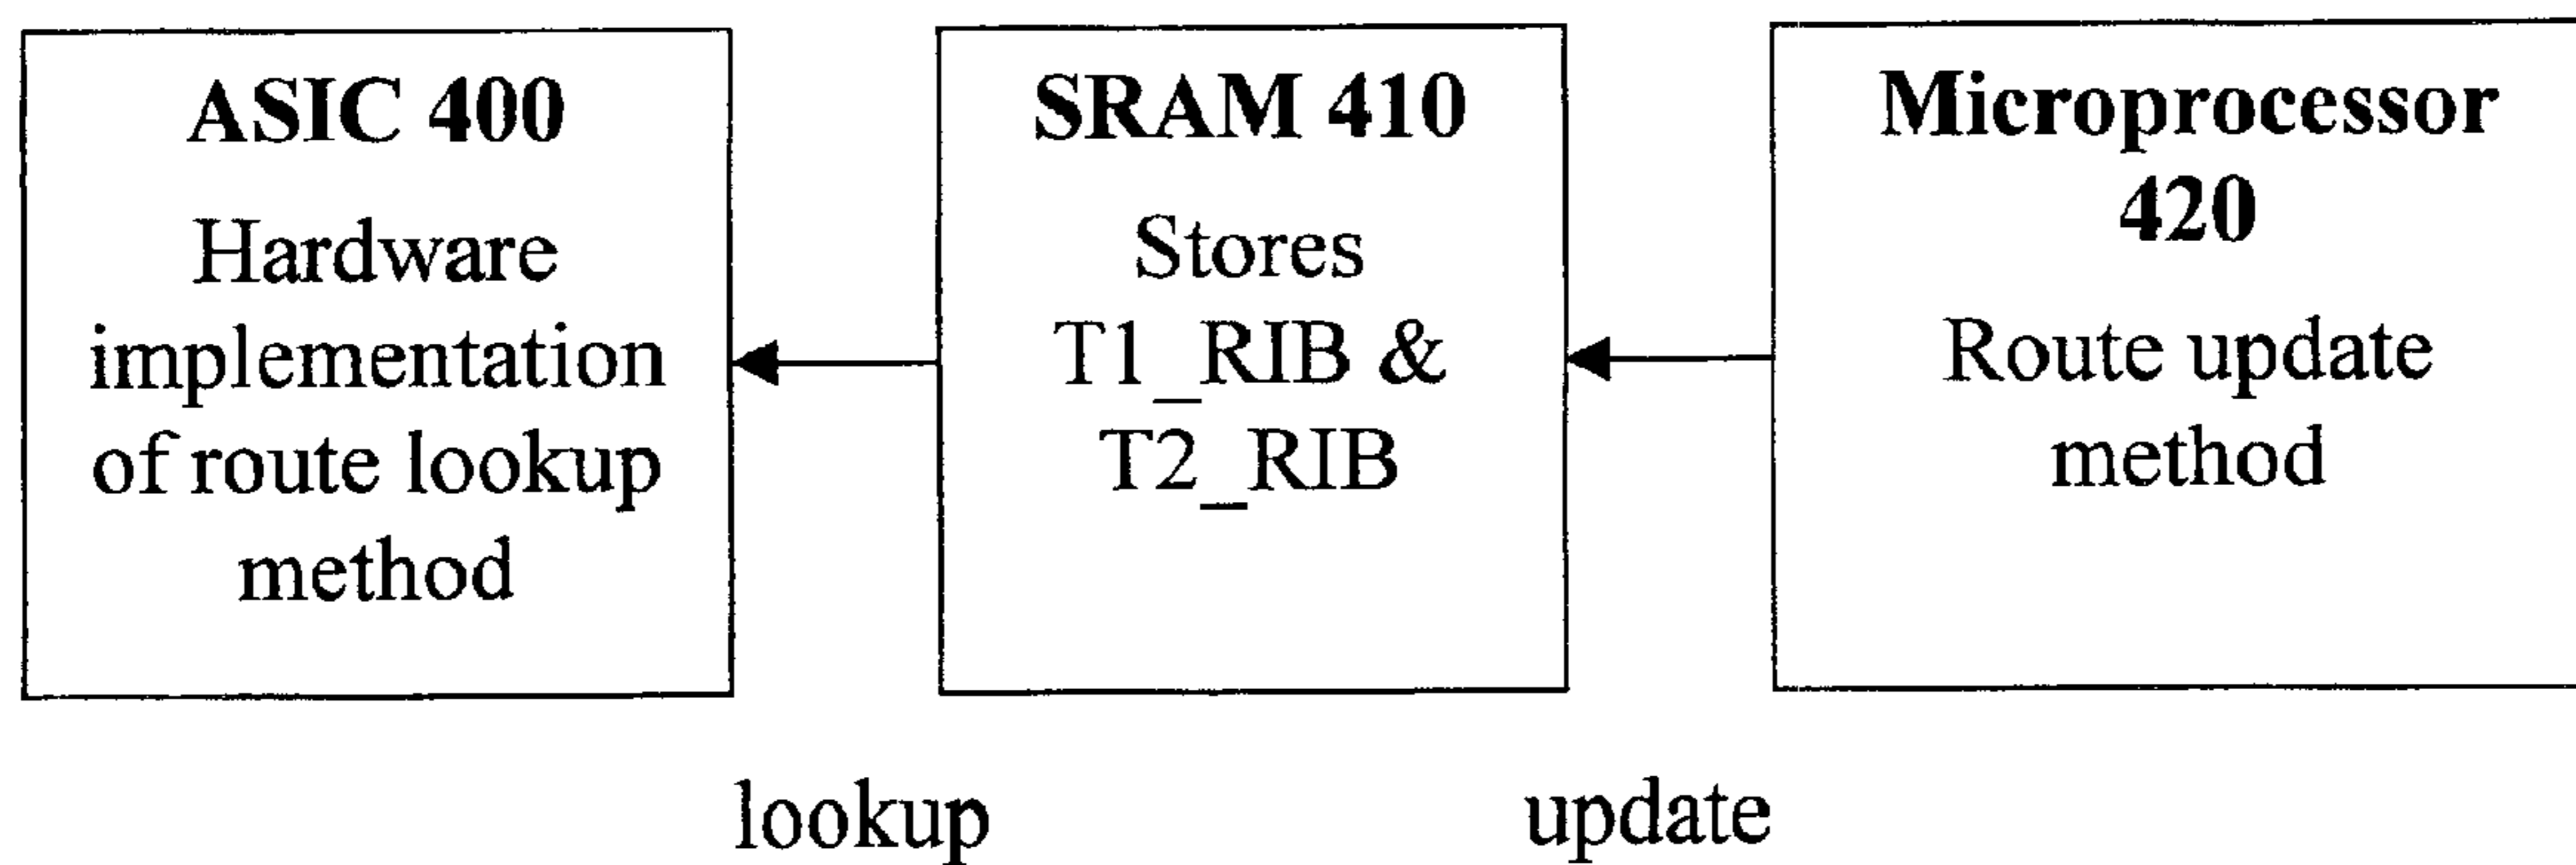 ASIC 400
Hardware
implementation
of route lookup
method
SRAM 410
Stores
T1_RIB &
T2_RIB
Microprocessor
420
Route update
method
lookup
update